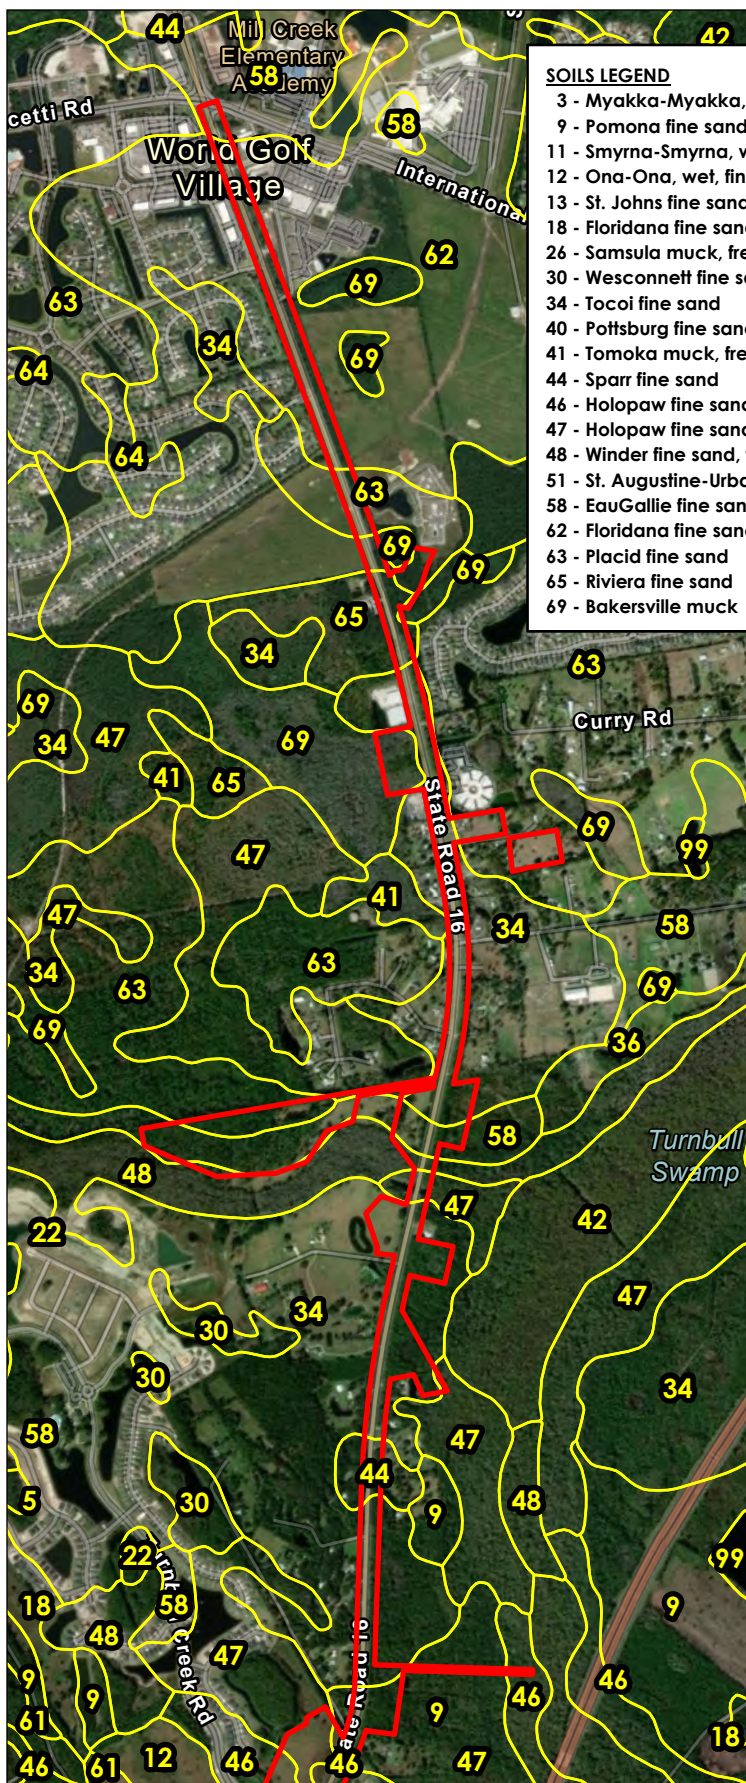 44
Mill Creek
Elementary
Academy
58
42
cetti Rd
58
World Golf
Village
Internationa
62
69
63
34
69
64
64
63
69
69
65
34
63
69
Curry Rd
34
47
69
41
65
State Road 16
69
99
47
41
47
34
58
63
34
63
69
69
36
58
Turnbull
Swamp
48
47
42
22
47
34
30
30
34
58
47
44
5
30
9
48
22
99
18
58
9
48
Creek Rd
47
State Road 16
9
9
46
46
61
9
18
12
46
61
46
46
47
SOILS LEGEND
3 - Myakka-Myakka,
9 - Pomona fine sand
11 - Smyrna-Smyrna, w
12 - Ona-Ona, wet, fin
13 - St. Johns fine sand
18 - Floridana fine sand
26 - Samsula muck, fre
30 - Wesconnett fine s
34 - Tocoi fine sand
40 - Pottsburg fine sand
41 - Tomoka muck, fre
44 - Sparr fine sand
46 - Holopaw fine sand
47 - Holopaw fine sand
48 - Winder fine sand,
51 - St. Augustine-Urba
58 - EauGallie fine san
62 - Floridana fine sand
63 - Placid fine sand
65 - Riviera fine sand
69 - Bakersville muck